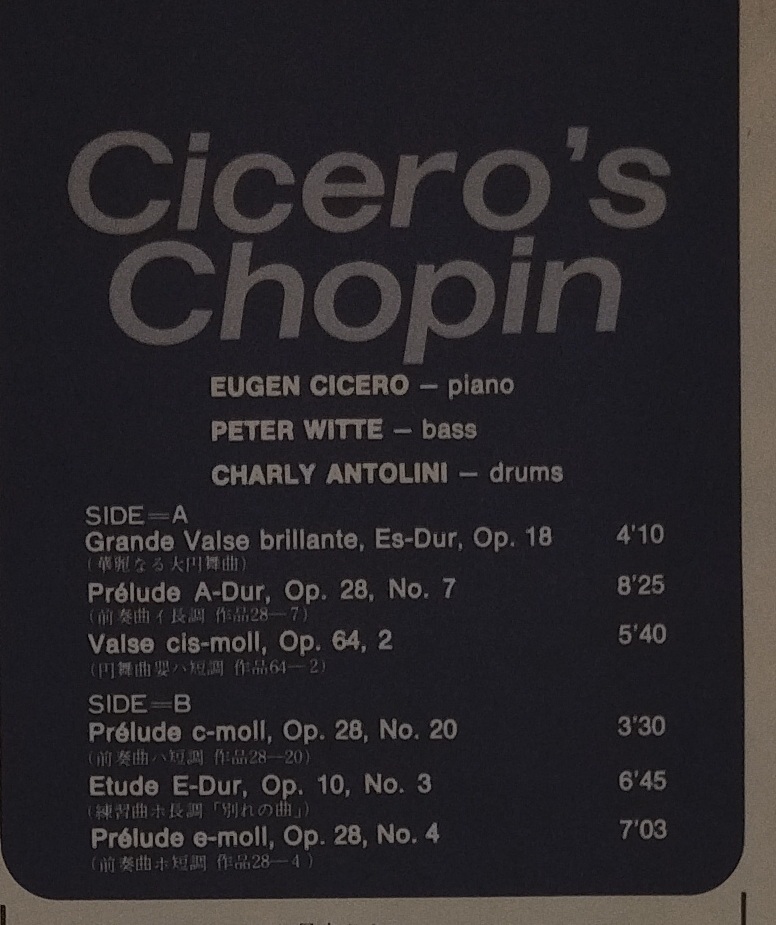 Cicero's
Chopin
EUGEN CICERO — piano
PETER WITTE — bass
CHARLY ANTOLINI — drums
SIDE=A
Grande Valse brillante, Es-Dur, Op. 18 4'10
(華麗なる大円舞曲)
Prélude A-Dur, Op. 28, No. 7 8'25
(前奏曲イ長調 作品28—7)
Valse cis-moll, Op. 64, 2 5'40
(円舞曲嬰ハ短調 作品64—2)
SIDE=B
Prélude c-moll, Op. 28, No. 20 3'30
(前奏曲ハ短調 作品28—20)
Etude E-Dur, Op. 10, No. 3 6'45
(練習曲ホ長調「別れの曲」)
Prélude e-moll, Op. 28, No. 4 7'03
(前奏曲ホ短調 作品28—4)